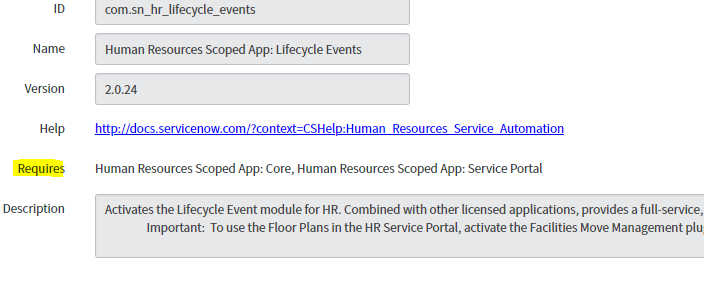 ID com.sn_hr_lifecycle_events
Name Human Resources Scoped App: Lifecycle Events
Version 2.0.24
Help http://docs.servicenow.com/?context=CSHelp:Human_Resources_Service_Automation
Requires Human Resources Scoped App: Core, Human Resources Scoped App: Service Portal
Description Activates the Lifecycle Event module for HR. Combined with other licensed applications, provides a full-service,
Important: To use the Floor Plans in the HR Service Portal, activate the Facilities Move Management plu